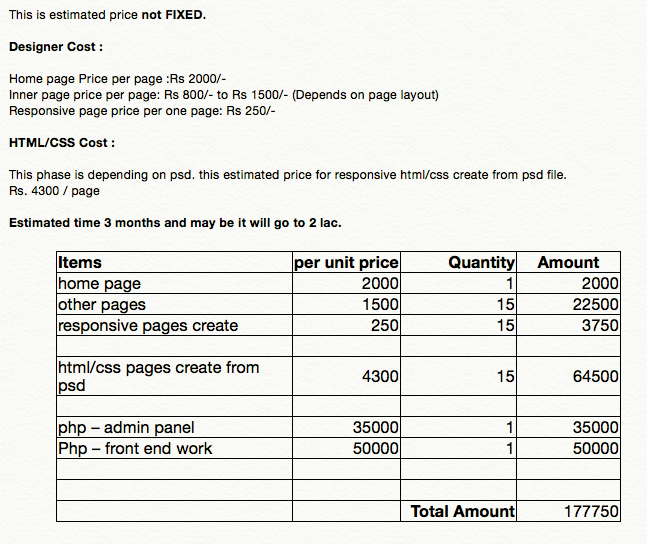 This is estimated price not FIXED.
Designer Cost :
Home page Price per page :Rs 2000/-
Inner page price per page: Rs 800/- to Rs 1500/- (Depends on page layout)
Responsive page price per one page: Rs 250/-
HTML/CSS Cost :
This phase is depending on psd. this estimated price for responsive html/css create from psd file.
Rs. 4300 / page
Estimated time 3 months and may be it will go to 2 lac.
Items per unit price Quantity Amount
home page 2000 1 2000
other pages 1500 15 22500
responsive pages create 250 15 3750
html/css pages create from
psd 4300 15 64500
php – admin panel 35000 1 35000
Php – front end work 50000 1 50000
Total Amount 177750